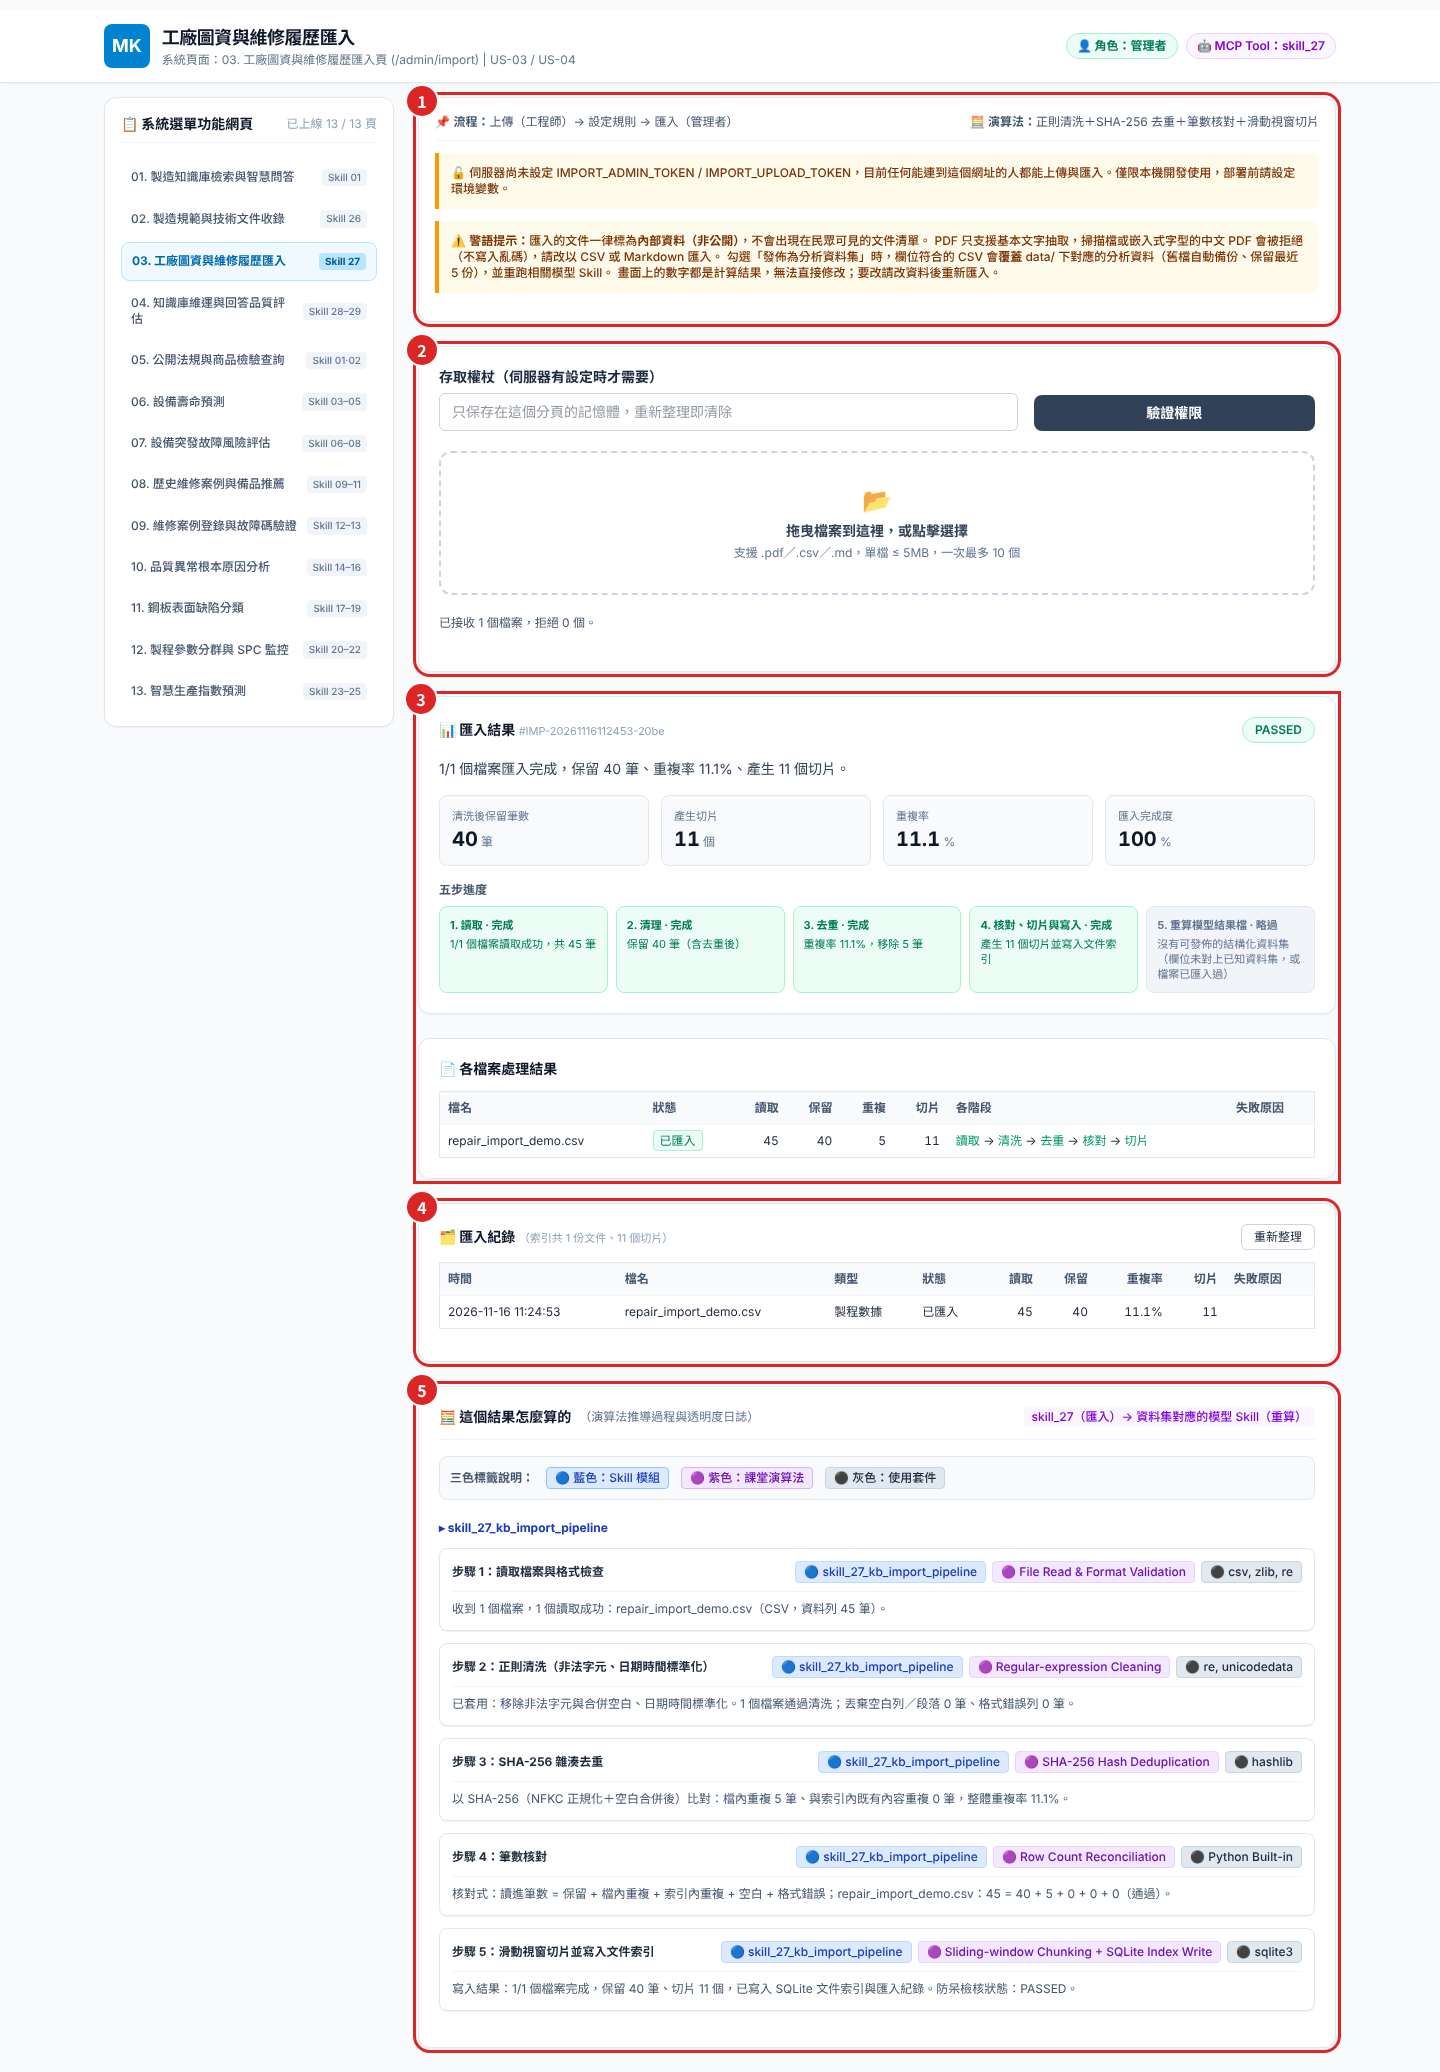 MK
工廠圖資與維修履歷匯入
系統頁面：03. 工廠圖資與維修履歷匯入頁 (/admin/import) | US-03 / US-04
👤 角色：管理者
🤖 MCP Tool：skill_27
📋 系統選單功能網頁
已上線 13 / 13 頁
01. 製造知識庫檢索與智慧問答
Skill 01
02. 製造規範與技術文件收錄
Skill 26
03. 工廠圖資與維修履歷匯入
Skill 27
04. 知識庫維運與回答品質評
估
Skill 28–29
05. 公開法規與商品檢驗查詢
Skill 01·02
06. 設備壽命預測
Skill 03–05
07. 設備突發故障風險評估
Skill 06–08
08. 歷史維修案例與備品推薦
Skill 09–11
09. 維修案例登錄與故障碼驗證
Skill 12–13
10. 品質異常根本原因分析
Skill 14–16
11. 鋼板表面缺陷分類
Skill 17–19
12. 製程參數分群與 SPC 監控
Skill 20–22
13. 智慧生產指數預測
Skill 23–25
1
📌 流程：上傳（工程師）→ 設定規則 → 匯入（管理者）
🧮 演算法：正則清洗＋SHA-256 去重＋筆數核對＋滑動視窗切片
🔓 伺服器尚未設定 IMPORT_ADMIN_TOKEN / IMPORT_UPLOAD_TOKEN，目前任何能連到這個網址的人都能上傳與匯入。僅限本機開發使用，部署前請設定
環境變數。
⚠️ 警語提示：匯入的文件一律標為內部資料（非公開），不會出現在民眾可見的文件清單。 PDF 只支援基本文字抽取，掃描檔或嵌入式字型的中文 PDF 會被拒絕
（不寫入亂碼），請改以 CSV 或 Markdown 匯入。 勾選「發佈為分析資料集」時，欄位符合的 CSV 會覆蓋 data/ 下對應的分析資料（舊檔自動備份、保留最近
5 份），並重跑相關模型 Skill。 畫面上的數字都是計算結果，無法直接修改；要改請改資料後重新匯入。
2
存取權杖（伺服器有設定時才需要）
只保存在這個分頁的記憶體，重新整理即清除
驗證權限
📂
拖曳檔案到這裡，或點擊選擇
支援 .pdf／.csv／.md，單檔 ≤ 5MB，一次最多 10 個
已接收 1 個檔案，拒絕 0 個。
3
📊 匯入結果 #IMP-20261116112453-20be
PASSED
1/1 個檔案匯入完成，保留 40 筆、重複率 11.1%、產生 11 個切片。
清洗後保留筆數
40 筆
產生切片
11 個
重複率
11.1 %
匯入完成度
100 %
五步進度
1. 讀取 · 完成
1/1 個檔案讀取成功，共 45 筆
2. 清理 · 完成
保留 40 筆（含去重後）
3. 去重 · 完成
重複率 11.1%，移除 5 筆
4. 核對、切片與寫入 · 完成
產生 11 個切片並寫入文件索
引
5. 重算模型結果檔 · 略過
沒有可發佈的結構化資料集
（欄位未對上已知資料集，或
檔案已匯入過）
📄 各檔案處理結果
檔名 狀態 讀取 保留 重複 切片 各階段 失敗原因
repair_import_demo.csv 已匯入 45 40 5 11 讀取 → 清洗 → 去重 → 核對 → 切片
4
🗂️ 匯入紀錄 （索引共 1 份文件、11 個切片）
重新整理
時間 檔名 類型 狀態 讀取 保留 重複率 切片 失敗原因
2026-11-16 11:24:53 repair_import_demo.csv 製程數據 已匯入 45 40 11.1% 11
5
🧮 這個結果怎麼算的 （演算法推導過程與透明度日誌）
skill_27（匯入）→ 資料集對應的模型 Skill（重算）
三色標籤說明： 🔵 藍色：Skill 模組 🟣 紫色：課堂演算法 ⚫ 灰色：使用套件
▸ skill_27_kb_import_pipeline
步驟 1：讀取檔案與格式檢查 🔵 skill_27_kb_import_pipeline 🟣 File Read & Format Validation ⚫ csv, zlib, re
收到 1 個檔案，1 個讀取成功：repair_import_demo.csv（CSV，資料列 45 筆）。
步驟 2：正則清洗（非法字元、日期時間標準化） 🔵 skill_27_kb_import_pipeline 🟣 Regular-expression Cleaning ⚫ re, unicodedata
已套用：移除非法字元與合併空白、日期時間標準化。1 個檔案通過清洗；丟棄空白列／段落 0 筆、格式錯誤列 0 筆。
步驟 3：SHA-256 雜湊去重 🔵 skill_27_kb_import_pipeline 🟣 SHA-256 Hash Deduplication ⚫ hashlib
以 SHA-256（NFKC 正規化＋空白合併後）比對：檔內重複 5 筆、與索引內既有內容重複 0 筆，整體重複率 11.1%。
步驟 4：筆數核對 🔵 skill_27_kb_import_pipeline 🟣 Row Count Reconciliation ⚫ Python Built-in
核對式：讀進筆數 = 保留 + 檔內重複 + 索引內重複 + 空白 + 格式錯誤；repair_import_demo.csv：45 = 40 + 5 + 0 + 0 + 0（通過）。
步驟 5：滑動視窗切片並寫入文件索引 🔵 skill_27_kb_import_pipeline 🟣 Sliding-window Chunking + SQLite Index Write ⚫ sqlite3
寫入結果：1/1 個檔案完成，保留 40 筆、切片 11 個，已寫入 SQLite 文件索引與匯入紀錄。防呆檢核狀態：PASSED。